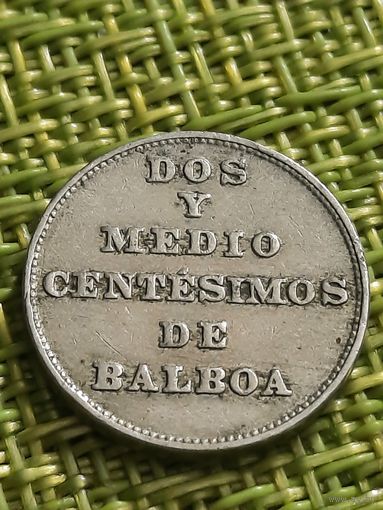 DOS
Y
MEDIO
CENTÉSIMOS
DE
BALBOA